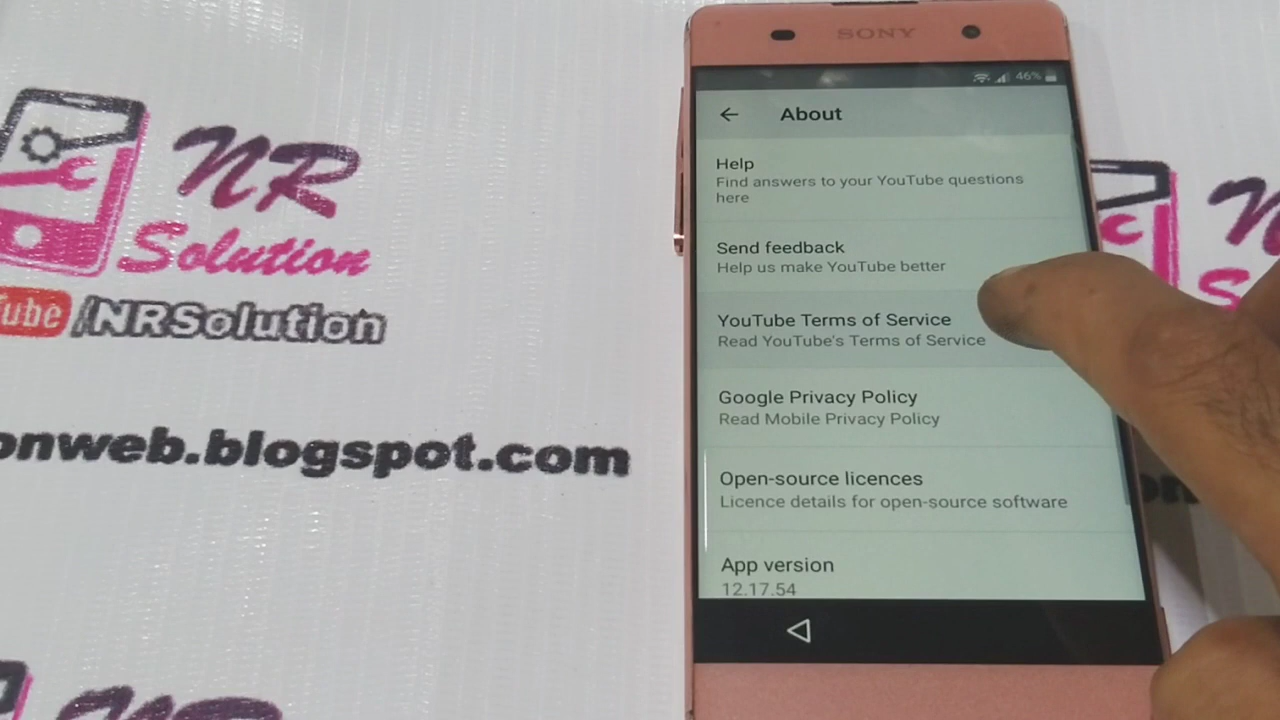 NR
Solution
Tube /NRSolution
onweb.blogspot.com
NR
SONY
46%
About
Help
Find answers to your YouTube questions
here
Send feedback
Help us make YouTube better
YouTube Terms of Service
Read YouTube's Terms of Service
Google Privacy Policy
Read Mobile Privacy Policy
Open-source licences
Licence details for open-source software
App version
12.17.54
N
S
on